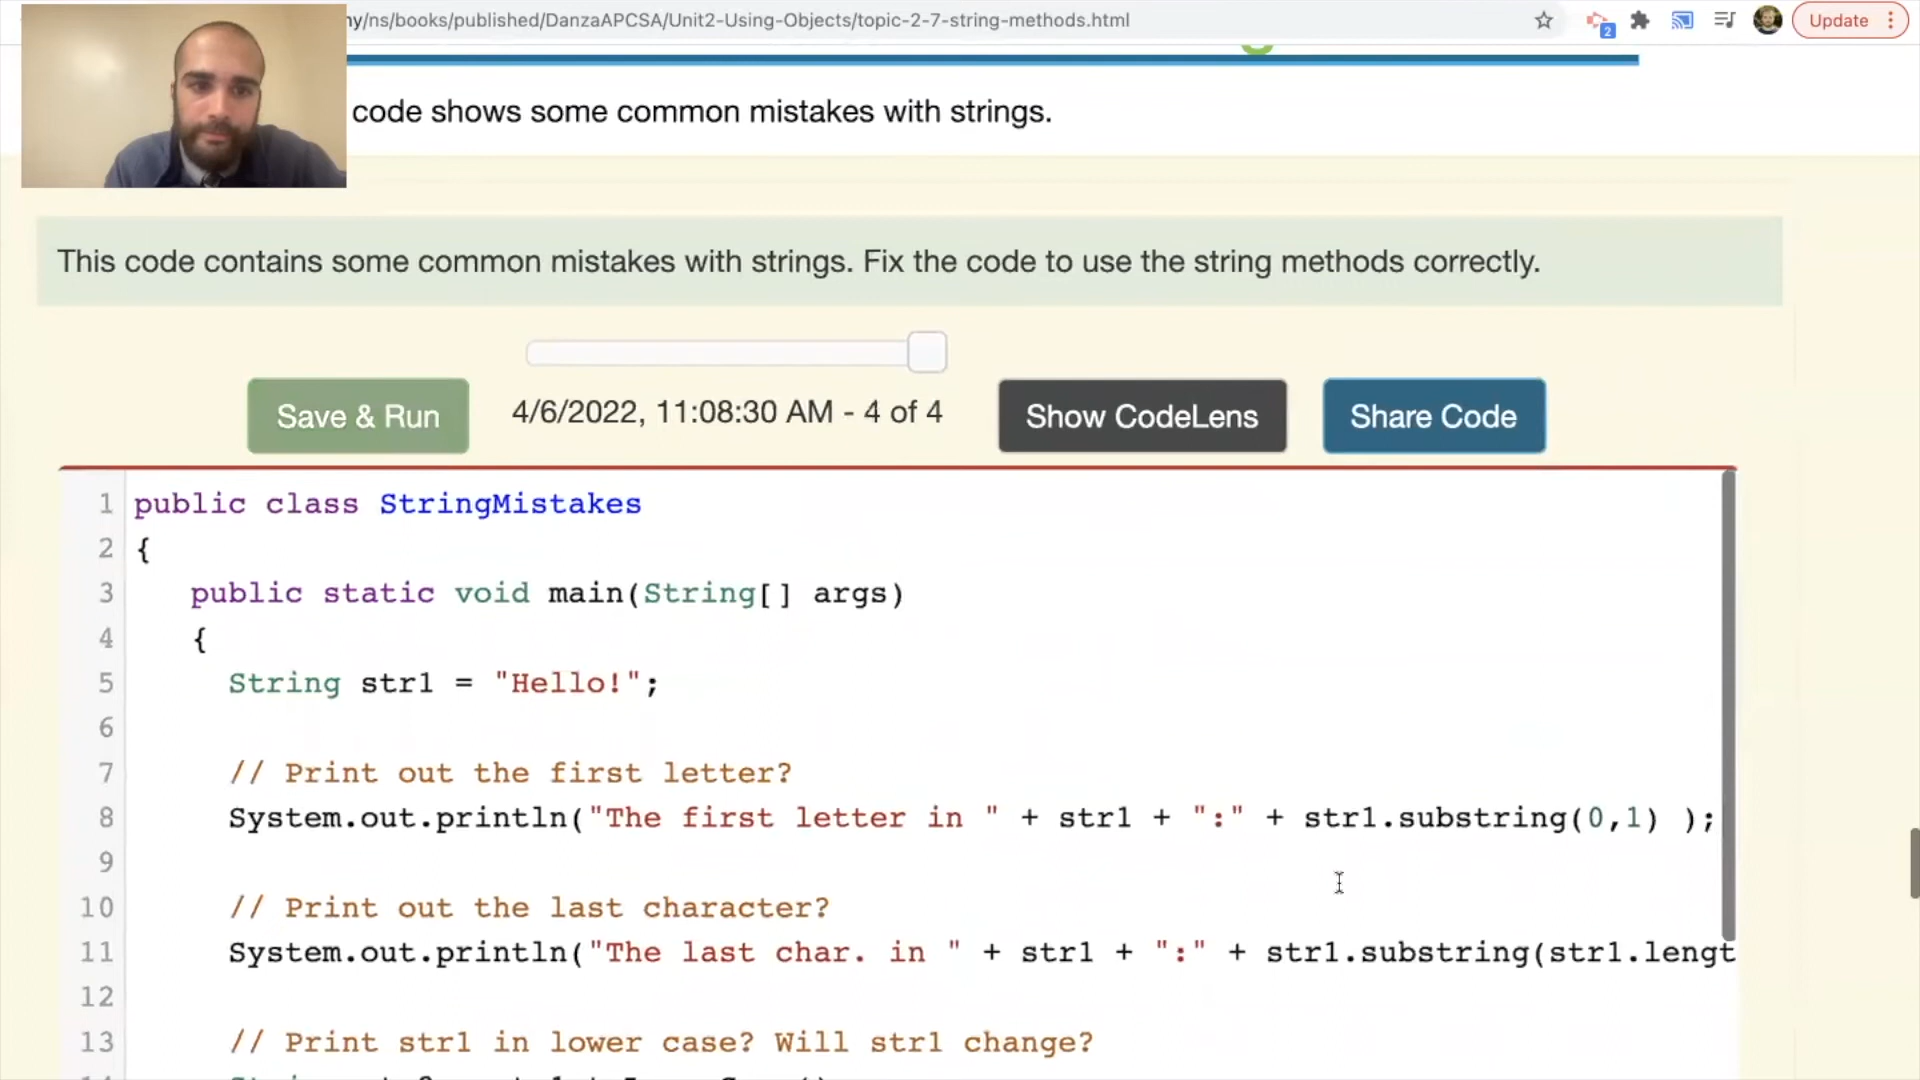 ny/ns/books/published/DanzaAPCSA/Unit2-Using-Objects/topic-2-7-string-methods.html
2
Update
code shows some common mistakes with strings.
This code contains some common mistakes with strings. Fix the code to use the string methods correctly.
Save & Run
4/6/2022, 11:08:30 AM - 4 of 4
Show CodeLens
Share Code
1 public class StringMistakes
2 {
3 public static void main(String[] args)
4 {
5 String str1 = "Hello!";
6
7 // Print out the first letter?
8 System.out.println("The first letter in " + str1 + ":" + str1.substring(0,1) );
9
10 // Print out the last character?
11 System.out.println("The last char. in " + str1 + ":" + str1.substring(str1.lengt
12
13 // Print str1 in lower case? Will str1 change?